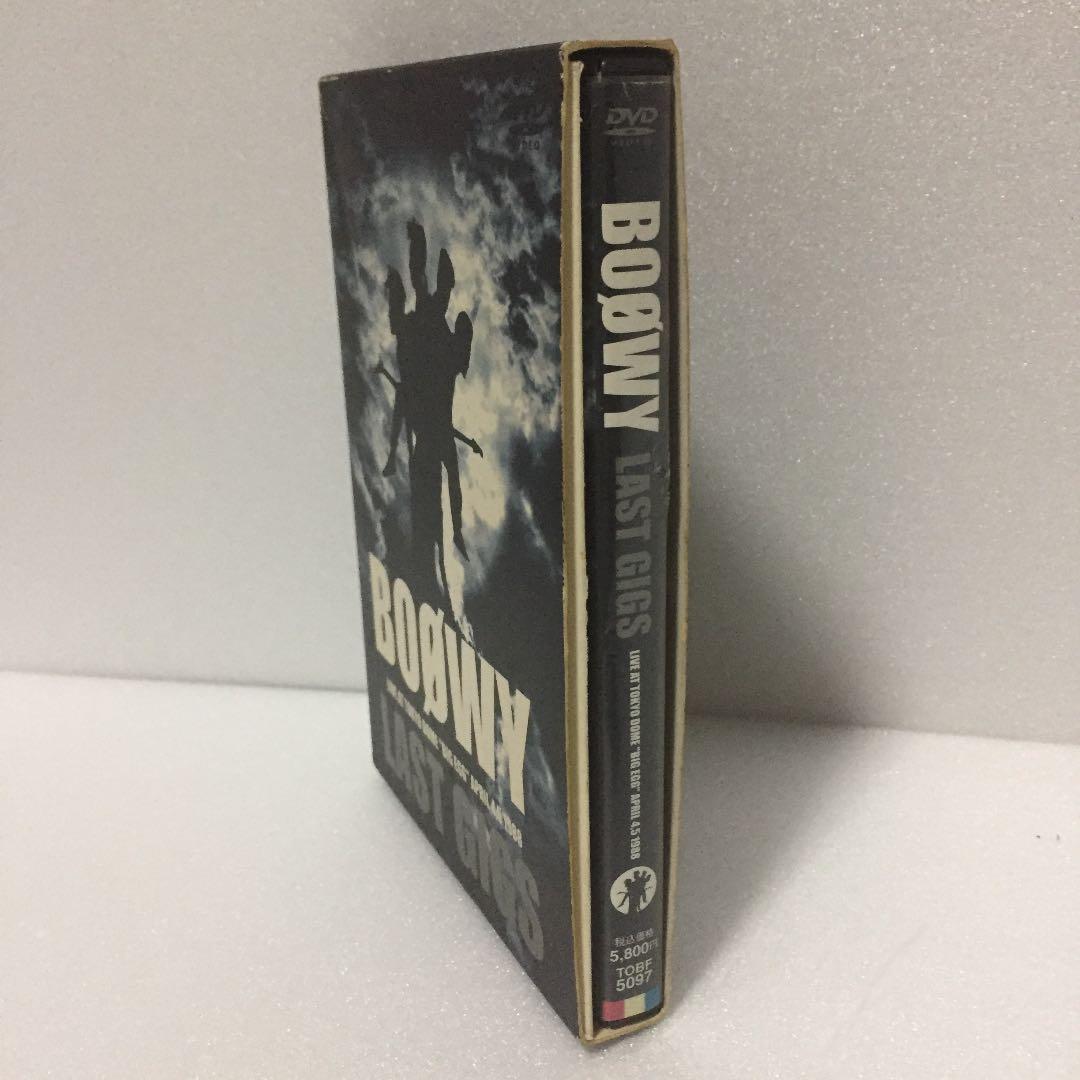 BOØWY
LAST GIGS
DVD
VIDEO
BOØWY LAST GIGS LIVE AT TOKYO DOME "BIG EGG" APRIL 4.5 1988
税込価格
5,800円
TOBF
5097